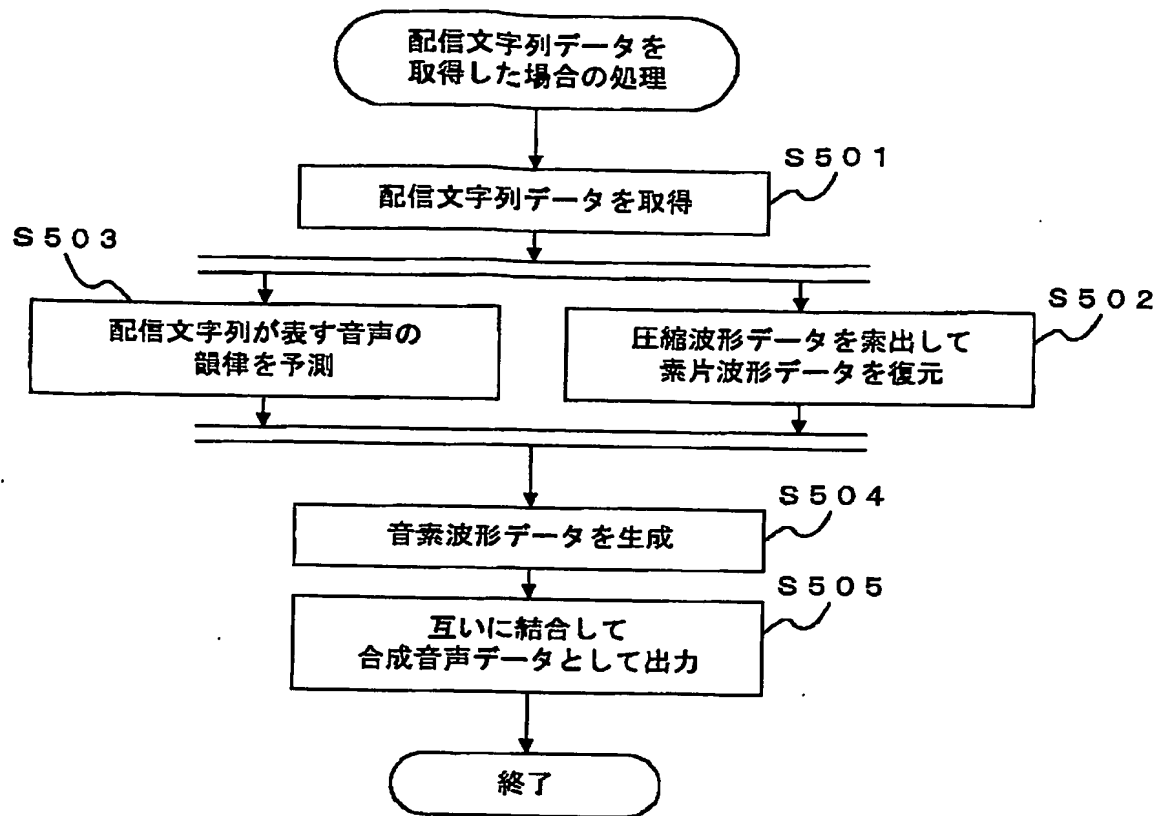 配信文字列データを
取得した場合の処理
S501
配信文字列データを取得
S503
配信文字列が表す音声の
韻律を予測
S502
圧縮波形データを索出して
素片波形データを復元
S504
音素波形データを生成
S505
互いに結合して
合成音声データとして出力
終了